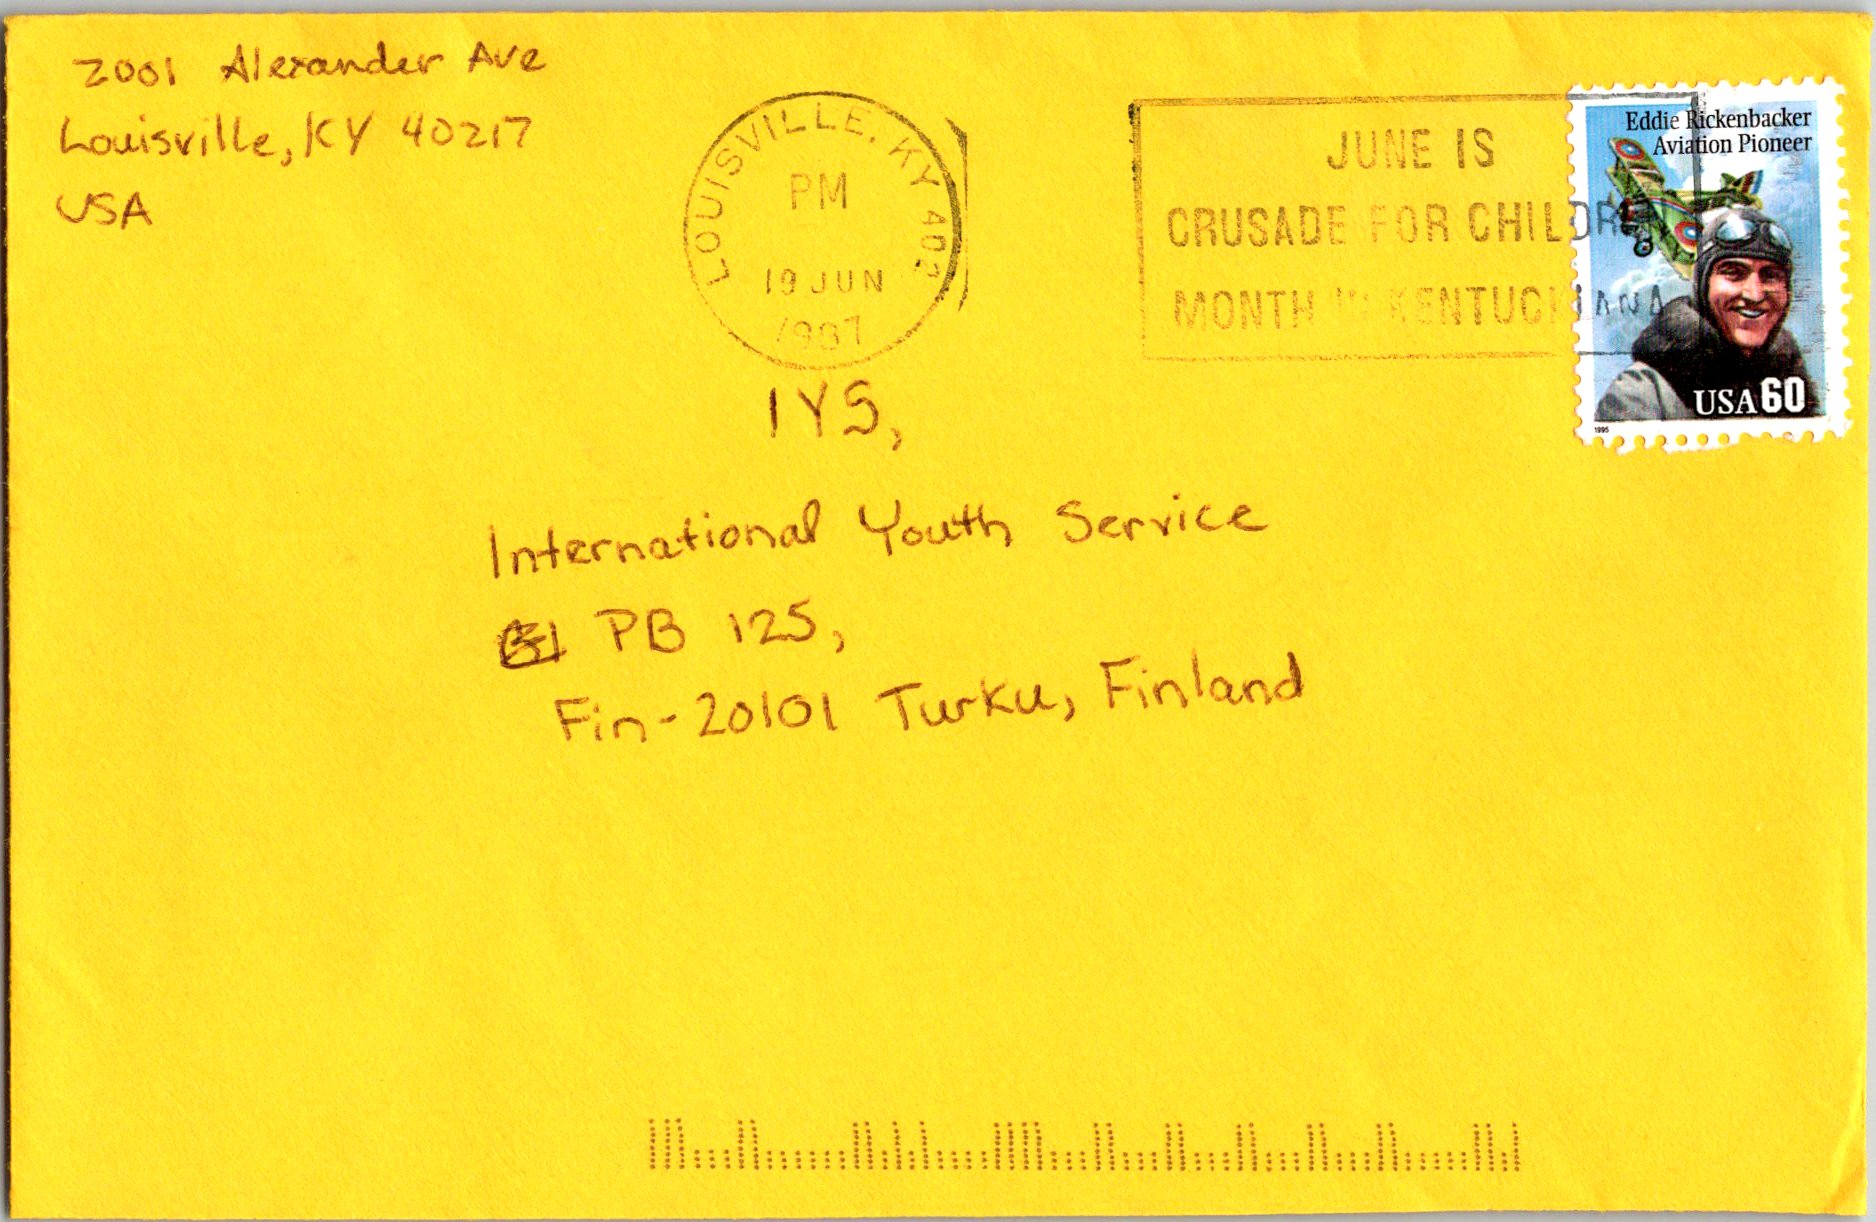 2001 Alexander Ave
Louisville, KY 40217
USA
LOUISVILLE, KY 402
PM
19 JUN
1997
JUNE IS
CRUSADE FOR CHILDREN
MONTH IN KENTUCKIANA
Eddie Rickenbacker
Aviation Pioneer
USA 60
1995
IYS,
International Youth Service
PB 125,
Fin-20101 Turku, Finland